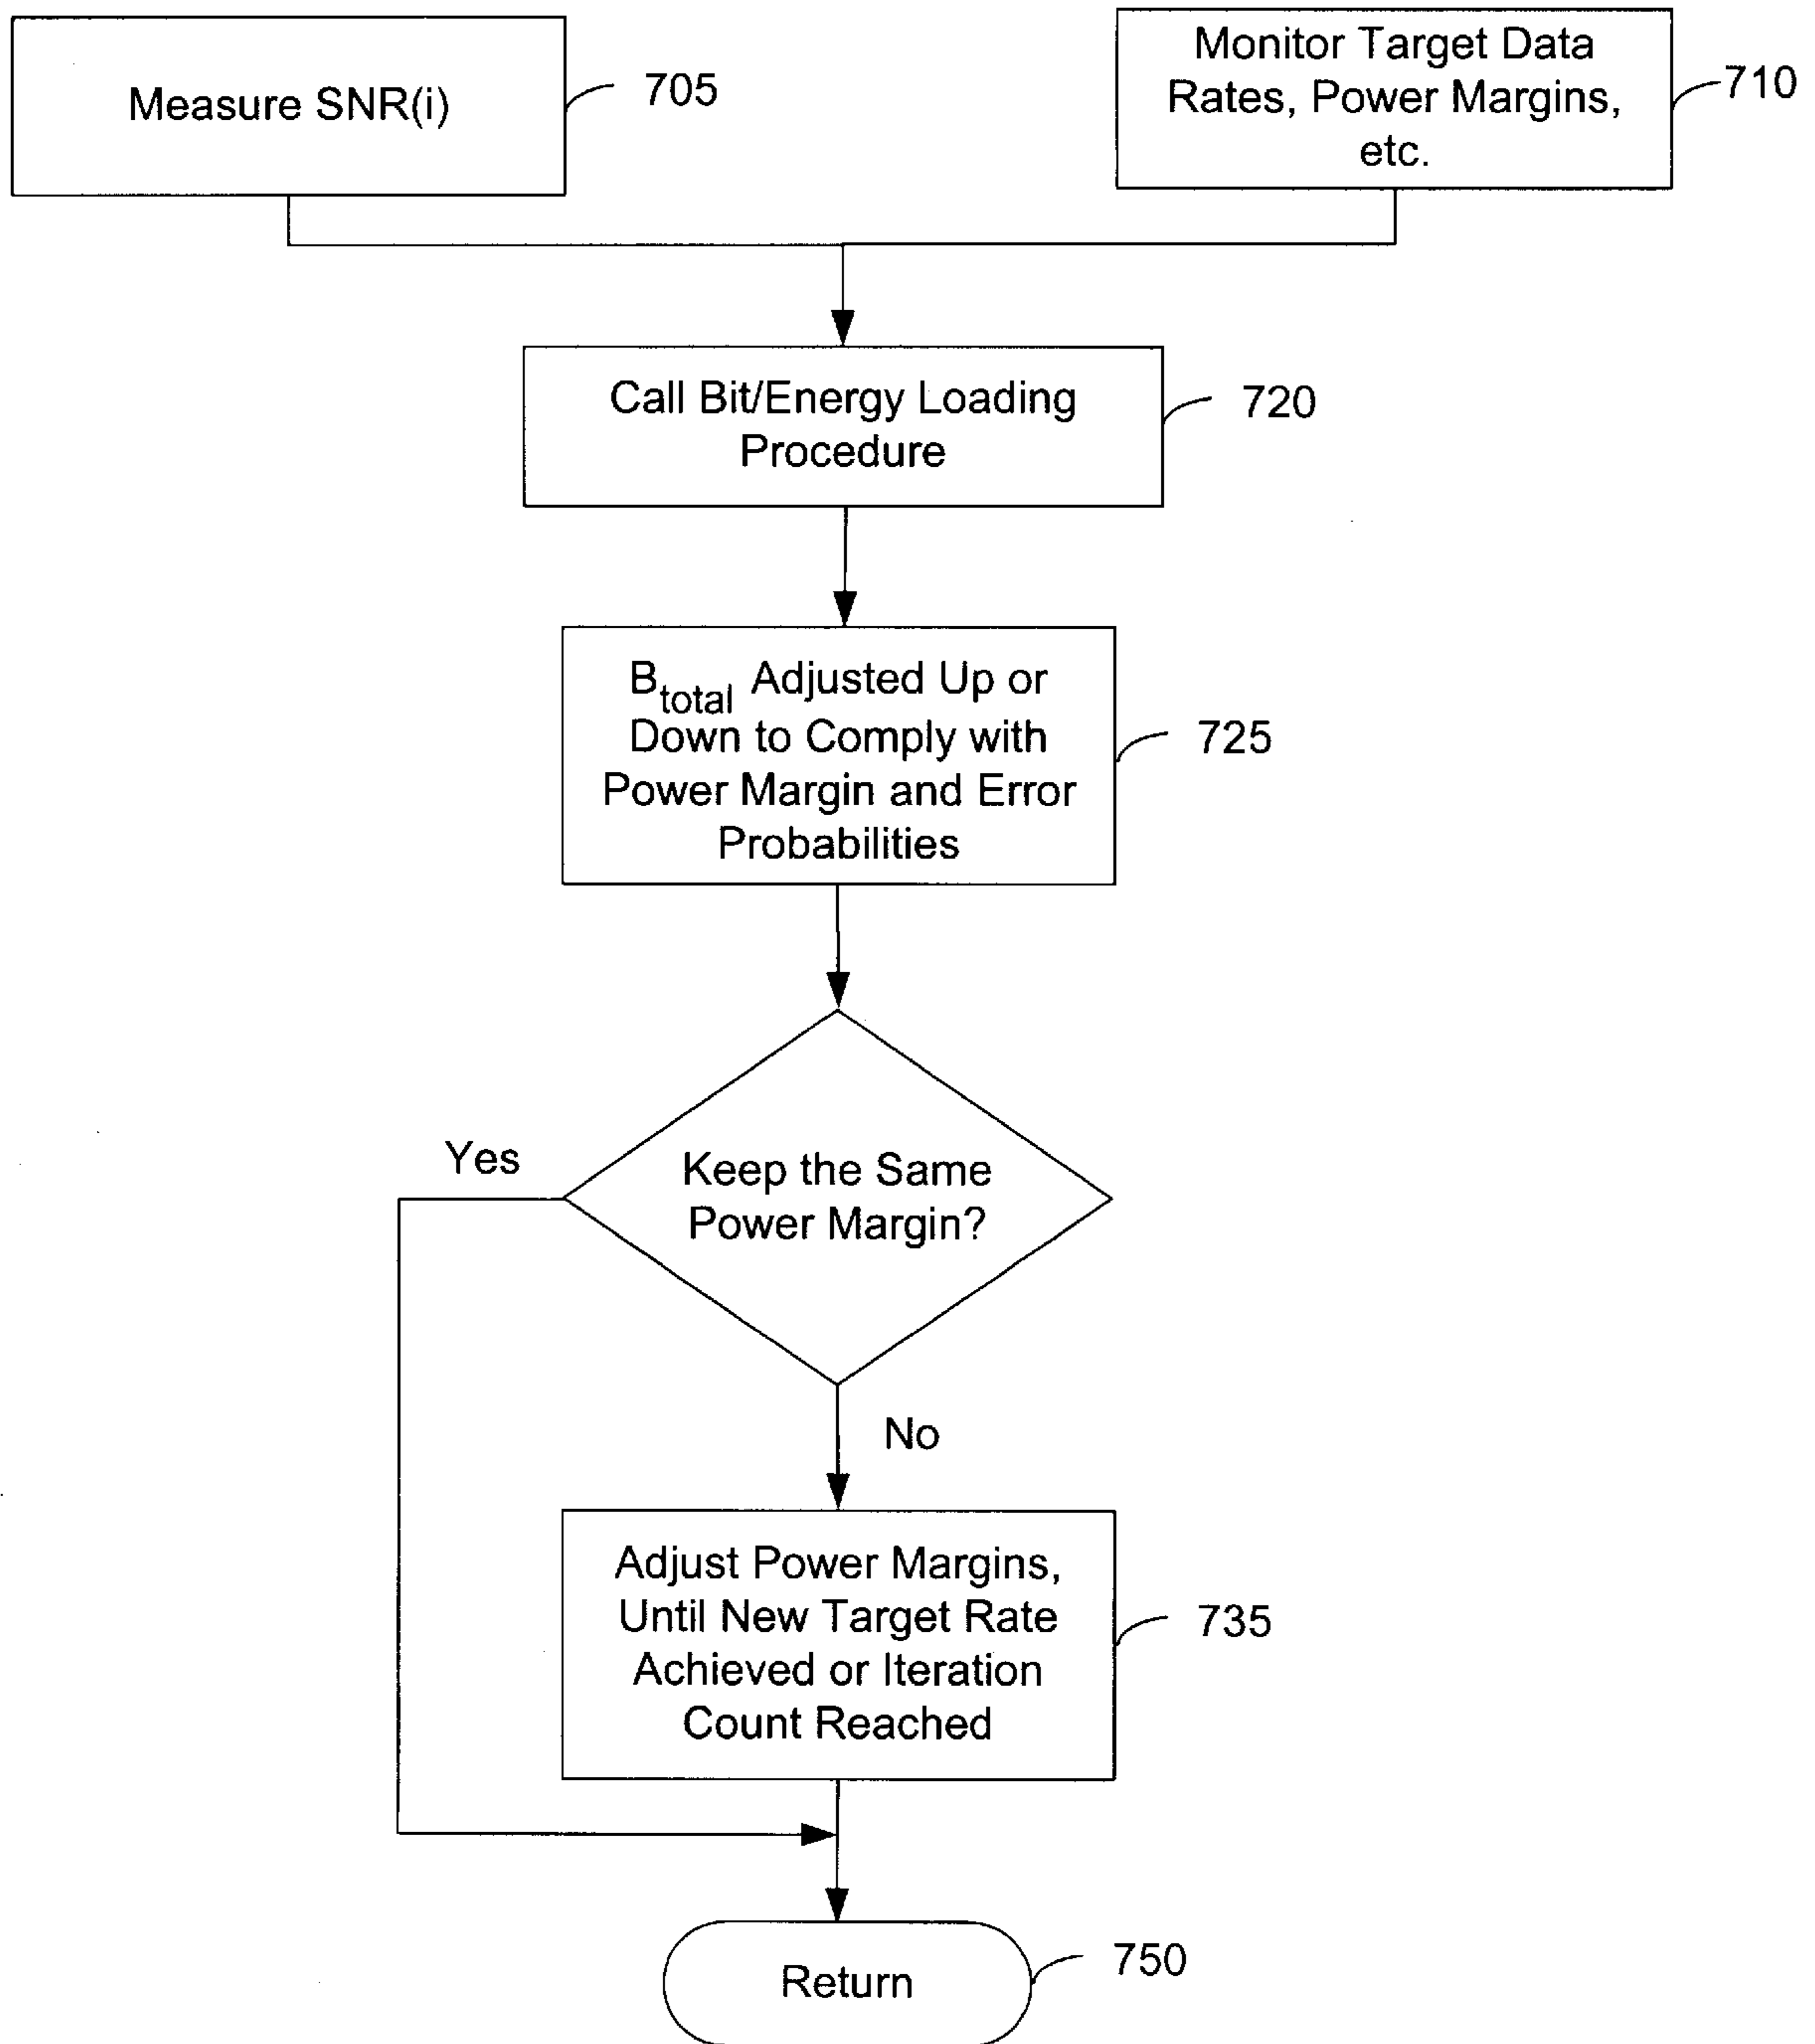 Measure SNR(i)
705
Monitor Target Data
Rates, Power Margins,
etc.
710
Call Bit/Energy Loading
Procedure
720
Btotal Adjusted Up or
Down to Comply with
Power Margin and Error
Probabilities
725
Yes
Keep the Same
Power Margin?
No
Adjust Power Margins,
Until New Target Rate
Achieved or Iteration
Count Reached
735
Return
750